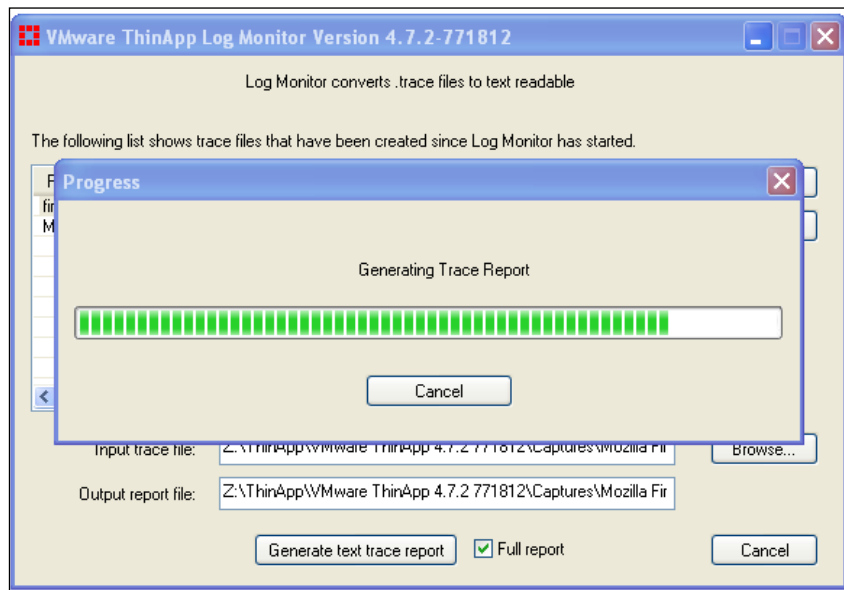 VMware ThinApp Log Monitor Version 4.7.2-771812
Log Monitor converts .trace files to text readable
The following list shows trace files that have been created since Log Monitor has started.
Progress
Generating Trace Report
Cancel
Input trace file:
Z:\ThinApp\VMware ThinApp 4.7.2 771812\Captures\Mozilla Fir
Browse...
Output report file:
Z:\ThinApp\VMware ThinApp 4.7.2 771812\Captures\Mozilla Fir
Generate text trace report
Full report
Cancel